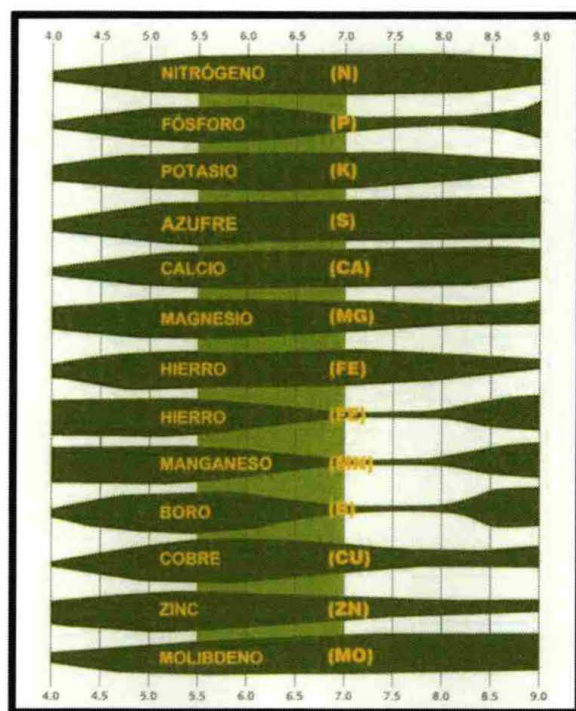 4.0 5.0 5.5 6.0 6.5 7.0 7.5 8.0 8.5 9.0
NITRÓGENO (N)
FÓSFORO (P)
POTASIO (K)
AZUFRE (S)
CALCIO (CA)
MAGNESIO (MG)
HIERRO (FE)
HIERRO (FE)
MANGANESO (MN)
BORO (B)
COBRE (CU)
ZINC (ZN)
MOLIBDENO (MO)
4.0 4.5 5.0 5.5 6.0 6.5 7.0 7.5 8.0 8.5 9.0